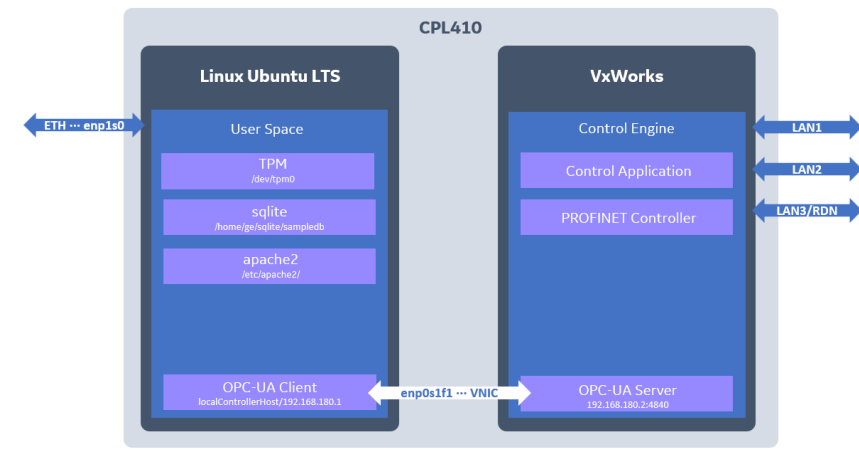 CPL410
Linux Ubuntu LTS
ETH ··· enp1s0
User Space
TPM
/dev/tpm0
sqlite
/home/ge/sqlite/sampledb
apache2
/etc/apache2/
OPC-UA Client
localControllerHost/192.168.180.1
enp0s1f1 ··· VNIC
VxWorks
Control Engine
LAN1
Control Application
LAN2
PROFINET Controller
LAN3/RDN
OPC-UA Server
192.168.180.2:4840